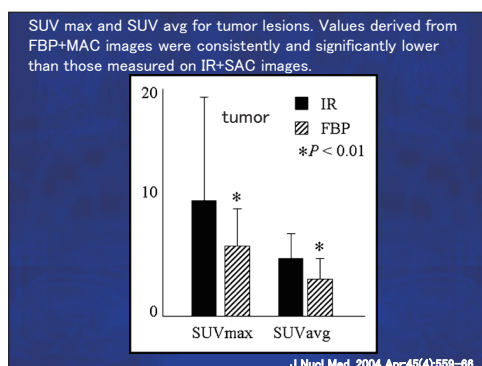 SUV max and SUV avg for tumor lesions. Values derived from
FBP+MAC images were consistently and significantly lower
than those measured on IR+SAC images.
20
tumor
IR
FBP
*P < 0.01
10
*
*
0
SUVmax SUVavg
J Nucl Med. 2004 Apr;45(4):559-66